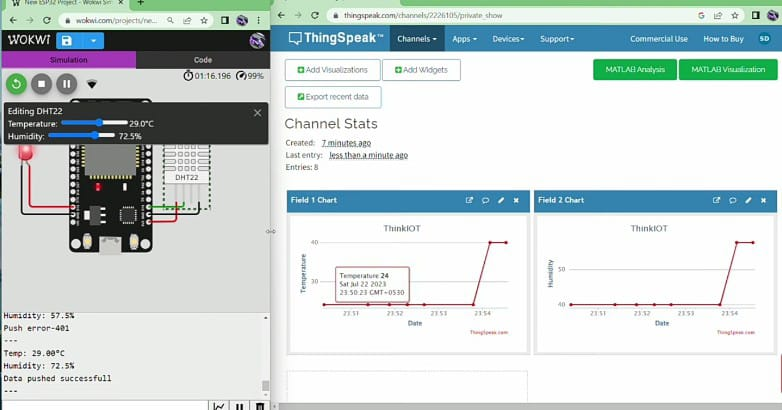 New ESP32 Project - Wokwi Sim
wokwi.com/projects/ne...
WOKWI
Simulation
Code
01:16.196
99%
Editing DHT22
Temperature: 29.0°C
Humidity: 72.5%
DHT22
Humidity: 57.5%
Push error-401
---
Temp: 29.00°C
Humidity: 72.5%
Data pushed successfull
---
thingspeak.com/channels/2226105/private_show
ThingSpeak™
Channels
Apps
Devices
Support
Commercial Use
How to Buy
SD
Add Visualizations
Add Widgets
Export recent data
MATLAB Analysis
MATLAB Visualization
Channel Stats
Created: 7 minutes ago
Last entry: less than a minute ago
Entries: 8
Field 1 Chart
ThinkIOT
Temperature
40
30
Temperature 24
Sat Jul 22 2023
23:50:23 GMT+0530
23:51
23:52
23:53
23:54
Date
ThingSpeak.com
Field 2 Chart
ThinkIOT
Humidity
50
40
23:51
23:52
23:53
23:54
Date
ThingSpeak.com